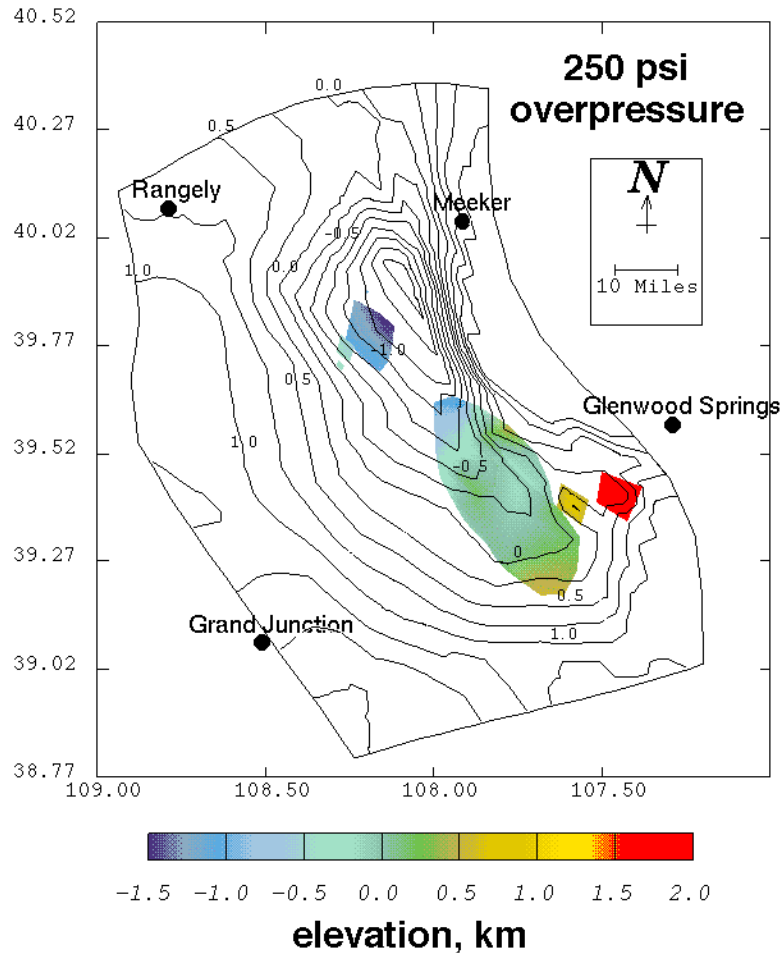 40.52
40.27
40.02
39.77
39.52
39.27
39.02
38.77
109.00
108.50
108.00
107.50
250 psi
overpressure
N
10 Miles
0.0
0.5
Rangely
Meeker
-0.5
0.0
1.0
-1.0
0.5
Glenwood Springs
1.0
-0.5
0
0.5
1.0
Grand Junction
-1.5 -1.0 -0.5 0.0 0.5 1.0 1.5 2.0
elevation, km